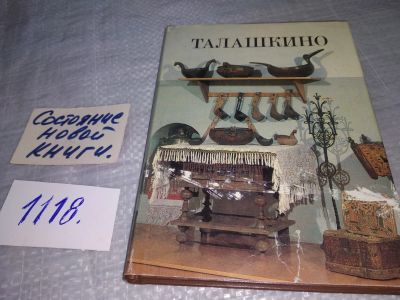 ТАЛАШКИНО
Состояние
новой
книги.
1118.